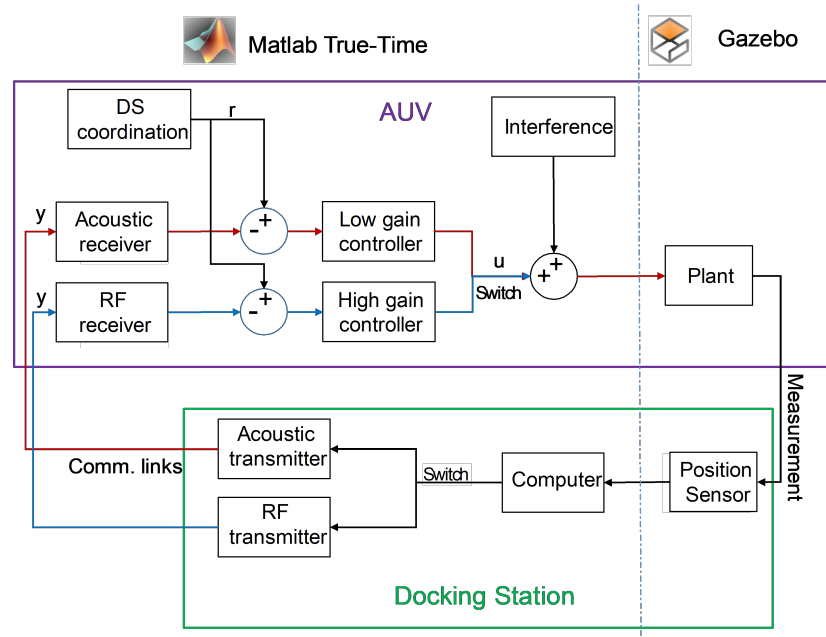 Matlab True-Time
Gazebo
AUV
DS
coordination
r
Interference
y
Acoustic
receiver
-
+
Low gain
controller
u
Switch
+
+
Plant
y
RF
receiver
-
+
High gain
controller
Measurement
Acoustic
transmitter
Comm. links
Switch
Computer
Position
Sensor
RF
transmitter
Docking Station